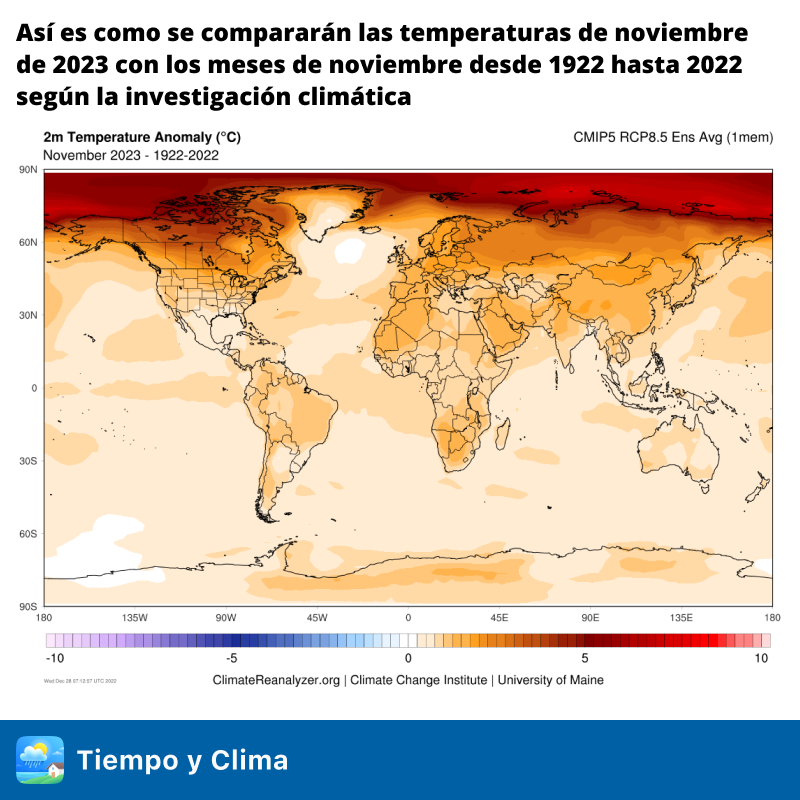 Así es como se compararán las temperaturas de noviembre
de 2023 con los meses de noviembre desde 1922 hasta 2022
según la investigación climática
2m Temperature Anomaly (°C)
CMIP5 RCP8.5 Ens Avg (1mem)
November 2023 - 1922-2022
90N
60N
30N
0
30S
60S
90S
180 135W 90W 45W 0 45E 90E 135E 180
-10 -5 0 5 10
Wed Dec 28 07:12:57 UTC 2022
ClimateReanalyzer.org | Climate Change Institute | University of Maine
Tiempo y Clima